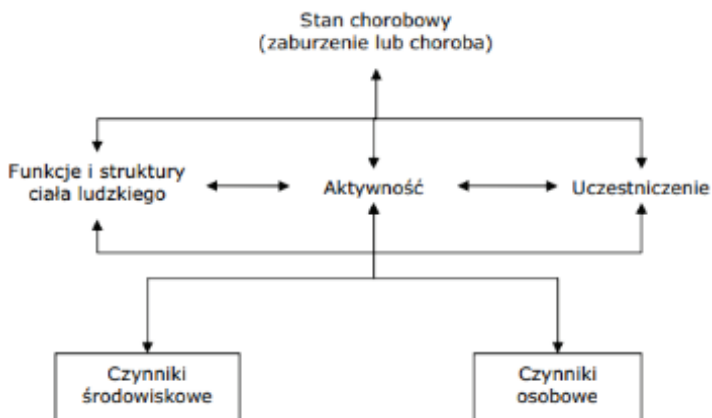 Stan chorobowy
(zaburzenie lub choroba)
Funkcje i struktury
ciała ludzkiego
Aktywność
Uczestniczenie
Czynniki
środowiskowe
Czynniki
osobowe